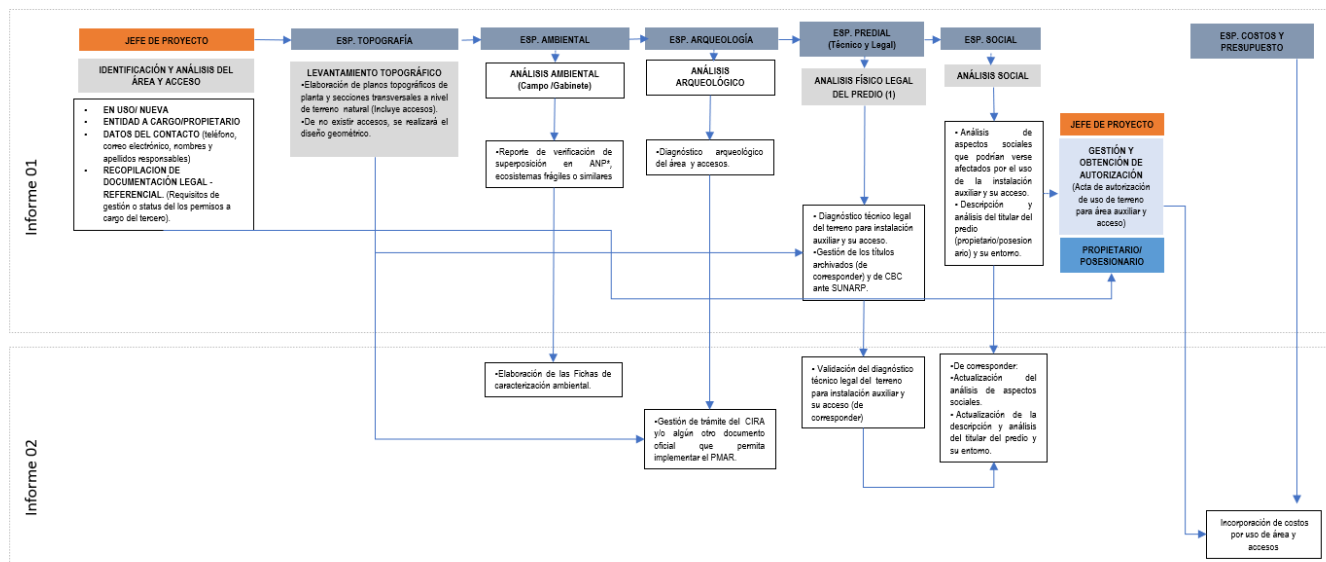 Informe 01
JEFE DE PROYECTO
IDENTIFICACIÓN Y ANÁLISIS DEL
ÁREA Y ACCESO
• EN USO/ NUEVA
• ENTIDAD A CARGO/PROPIETARIO
• DATOS DEL CONTACTO (teléfono,
correo electrónico, nombres y
apellidos responsables)
• RECOPILACION DE
DOCUMENTACIÓN LEGAL -
REFERENCIAL. (Requisitos de
gestión o status del los permisos a
cargo del tercero).
ESP. TOPOGRAFÍA
LEVANTAMIENTO TOPOGRÁFICO
•Elaboración de planos topográficos de
planta y secciones transversales a nivel
de terreno natural (Incluye accesos).
•De no existir accesos, se realizará el
diseño geométrico.
ESP. AMBIENTAL
ANÁLISIS AMBIENTAL
(Campo /Gabinete)
•Reporte de verificación de
superposición en ANP*,
ecosistemas frágiles o similares
ESP. ARQUEOLOGÍA
ANÁLISIS
ARQUEOLÓGICO
•Diagnóstico arqueológico
del área y accesos.
ESP. PREDIAL
(Técnico y Legal)
ANALISIS FÍSICO LEGAL
DEL PREDIO (1)
• Diagnóstico técnico legal
del terreno para instalación
auxiliar y su acceso.
• Gestión de los títulos
archivados (de
corresponder) y de CBC
ante SUNARP.
ESP. SOCIAL
ANÁLISIS SOCIAL
• Análisis de
aspectos sociales
que podrían verse
afectados por el uso
de la instalación
auxiliar y su acceso.
• Descripción y
análisis del titular del
predio
(propietario/posesion
ario) y su entorno.
JEFE DE PROYECTO
GESTIÓN Y
OBTENCIÓN DE
AUTORIZACIÓN
(Acta de autorización
de uso de terreno
para área auxiliar y
acceso)
PROPIETARIO/
POSESIONARIO
ESP. COSTOS Y
PRESUPUESTO
Informe 02
•Elaboración de las Fichas de
caracterización ambiental.
•Gestión de trámite del CIRA
y/o algún otro documento
oficial que permita
implementar el PMAR.
• Validación del diagnóstico
técnico legal del terreno
para instalación auxiliar y
su acceso (de
corresponder)
•De corresponder:
•Actualización del
análisis de aspectos
sociales.
• Actualización de la
descripción y análisis
del titular del predio y
su entorno.
Incorporación de costos
por uso de área y
accesos